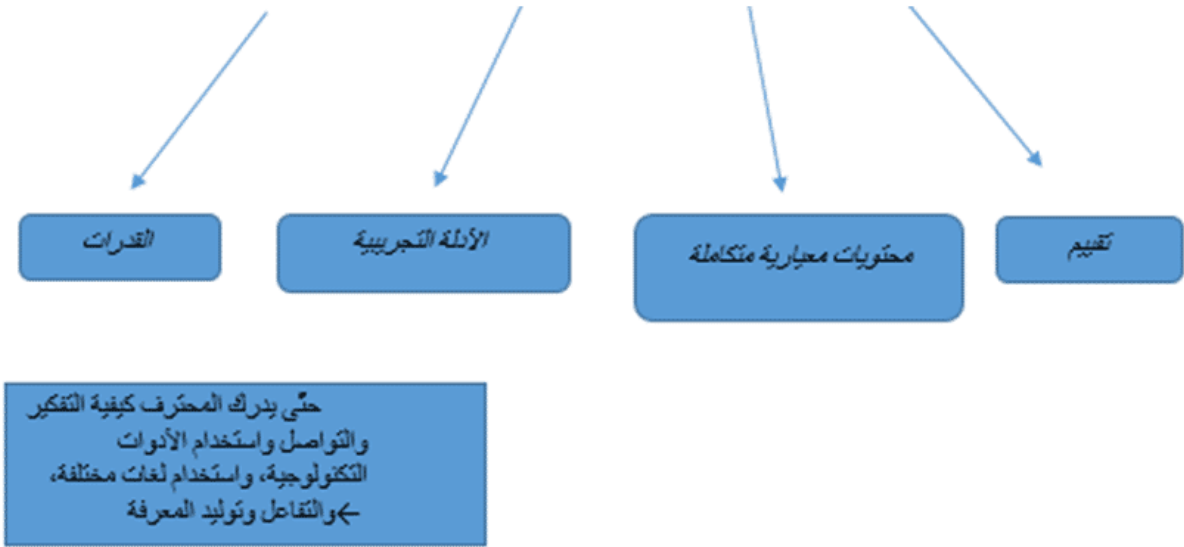 تقييم
محتويات معيارية متكاملة
الأدلة التجريبية
القدرات
حتّى يدرك المحترف كيفية التفكير
والتواصل واستخدام الأدوات
التكنولوجية، واستخدام لغات مختلفة،
←والتفاعل وتوليد المعرفة